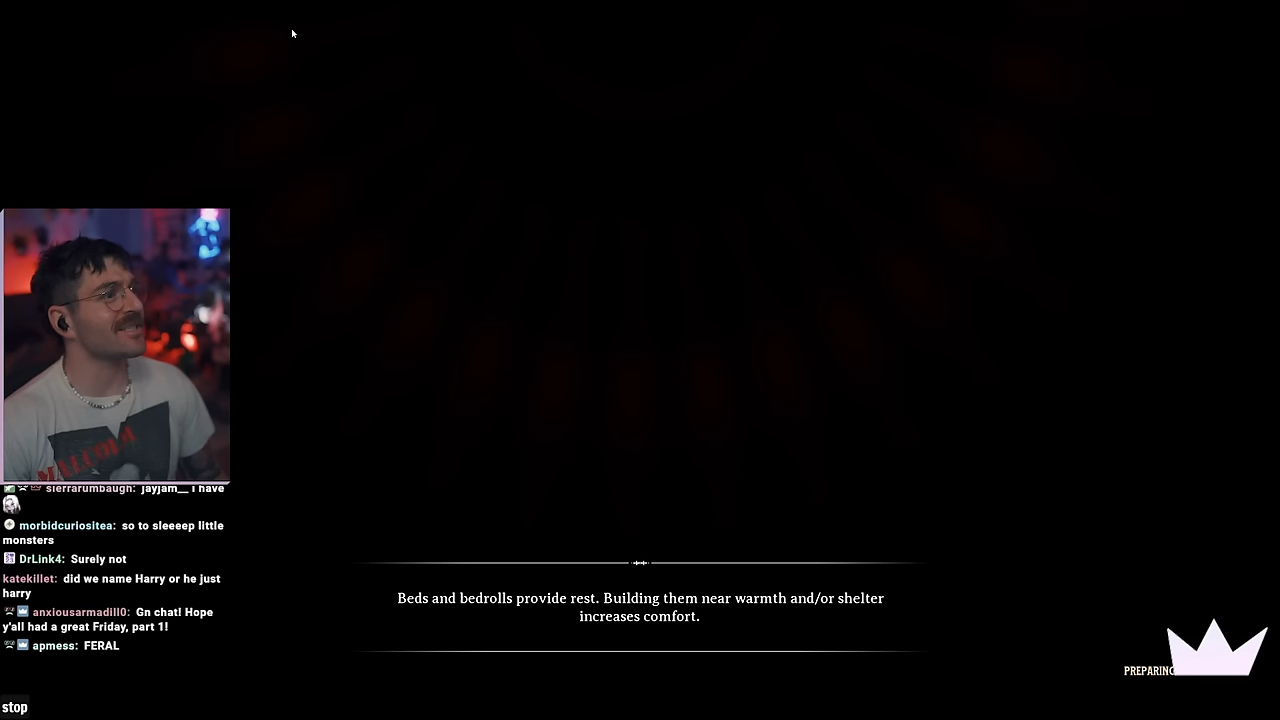 MALCOLM
sierrarumbaugh: jayjam__ i have
morbidcuriositea: so to sleeeep little
monsters
DrLink4: Surely not
katekillet: did we name Harry or he just
harry
anxiousarmadill0: Gn chat! Hope
y'all had a great Friday, part 1!
apmess: FERAL
Beds and bedrolls provide rest. Building them near warmth and/or shelter
increases comfort.
PREPARING
stop